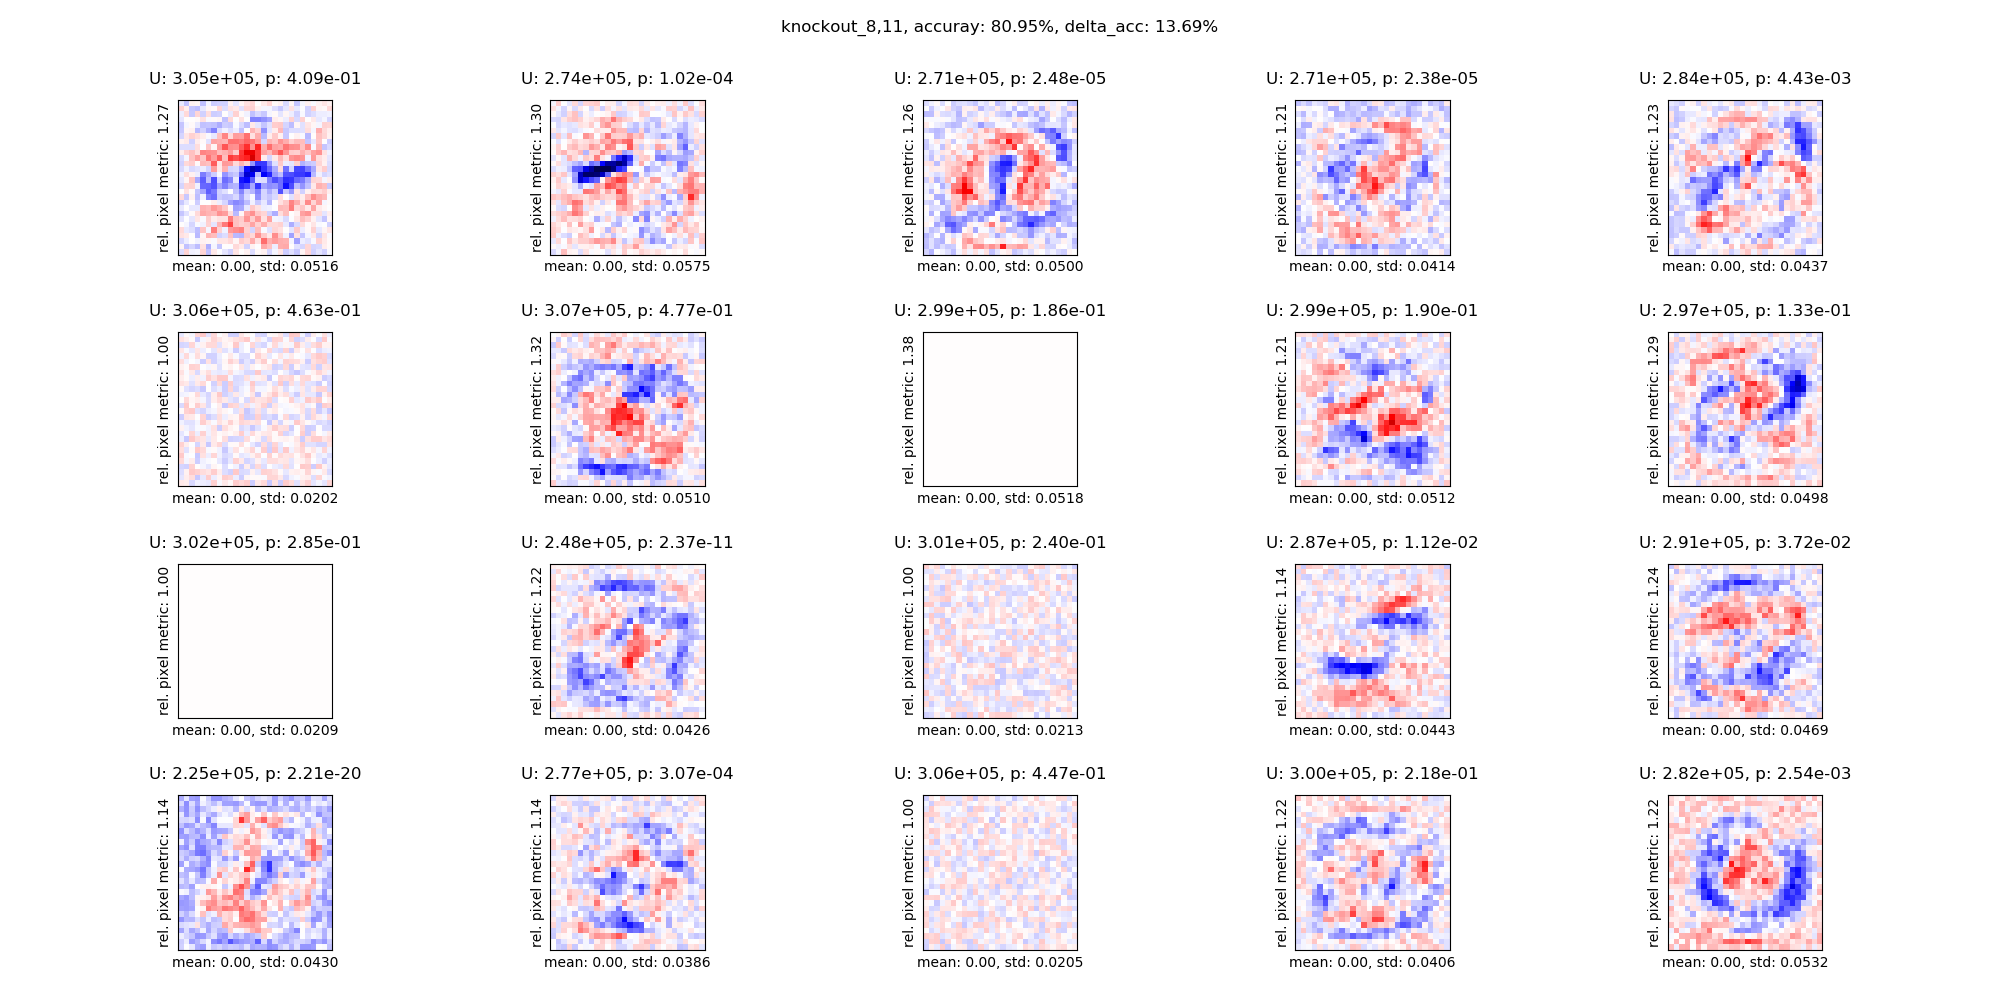 knockout_8,11, accuray: 80.95%, delta_acc: 13.69%
U: 3.05e+05, p: 4.09e-01
rel. pixel metric: 1.27
mean: 0.00, std: 0.0516
U: 2.74e+05, p: 1.02e-04
rel. pixel metric: 1.30
mean: 0.00, std: 0.0575
U: 2.71e+05, p: 2.48e-05
rel. pixel metric: 1.26
mean: 0.00, std: 0.0500
U: 2.71e+05, p: 2.38e-05
rel. pixel metric: 1.21
mean: 0.00, std: 0.0414
U: 2.84e+05, p: 4.43e-03
rel. pixel metric: 1.23
mean: 0.00, std: 0.0437
U: 3.06e+05, p: 4.63e-01
rel. pixel metric: 1.00
mean: 0.00, std: 0.0202
U: 3.07e+05, p: 4.77e-01
rel. pixel metric: 1.32
mean: 0.00, std: 0.0510
U: 2.99e+05, p: 1.86e-01
rel. pixel metric: 1.38
mean: 0.00, std: 0.0518
U: 2.99e+05, p: 1.90e-01
rel. pixel metric: 1.21
mean: 0.00, std: 0.0512
U: 2.97e+05, p: 1.33e-01
rel. pixel metric: 1.29
mean: 0.00, std: 0.0498
U: 3.02e+05, p: 2.85e-01
rel. pixel metric: 1.00
mean: 0.00, std: 0.0209
U: 2.48e+05, p: 2.37e-11
rel. pixel metric: 1.22
mean: 0.00, std: 0.0426
U: 3.01e+05, p: 2.40e-01
rel. pixel metric: 1.00
mean: 0.00, std: 0.0213
U: 2.87e+05, p: 1.12e-02
rel. pixel metric: 1.14
mean: 0.00, std: 0.0443
U: 2.91e+05, p: 3.72e-02
rel. pixel metric: 1.24
mean: 0.00, std: 0.0469
U: 2.25e+05, p: 2.21e-20
rel. pixel metric: 1.14
mean: 0.00, std: 0.0430
U: 2.77e+05, p: 3.07e-04
rel. pixel metric: 1.14
mean: 0.00, std: 0.0386
U: 3.06e+05, p: 4.47e-01
rel. pixel metric: 1.00
mean: 0.00, std: 0.0205
U: 3.00e+05, p: 2.18e-01
rel. pixel metric: 1.22
mean: 0.00, std: 0.0406
U: 2.82e+05, p: 2.54e-03
rel. pixel metric: 1.22
mean: 0.00, std: 0.0532